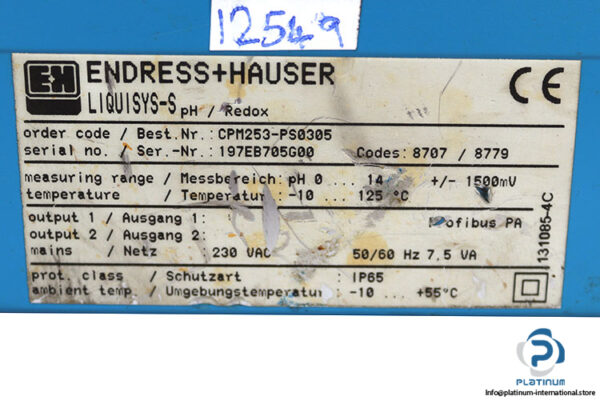 12549
E+H ENDRESS+HAUSER
LIQUISYS-S pH / Redox
CE
order code / Best.Nr.: CPM253-PS0305
serial no. / Ser.-Nr: 197EB705G00 Codes: 8707 / 8779
measuring range / Messbereich: pH 0 ... 14 +/- 1500mV
temperature / Temperatur: -10 ... 125 °C
output 1 / Ausgang 1: Profibus PA
output 2 / Ausgang 2:
mains / Netz 230 VAC 50/60 Hz 7.5 VA
prot. class / Schutzart : IP65
ambient temp. / Umgebungstemperatur : -10 ... +55°C
131085-4C
PLATINUM
Info@platinum-international.store